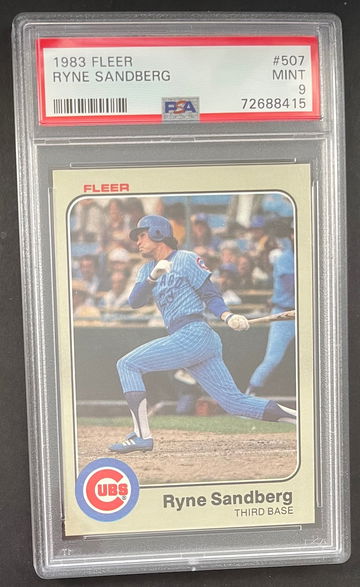 1983 FLEER #507
RYNE SANDBERG MINT
9
PSA 72688415
FLEER
CUBS
Ryne Sandberg
THIRD BASE